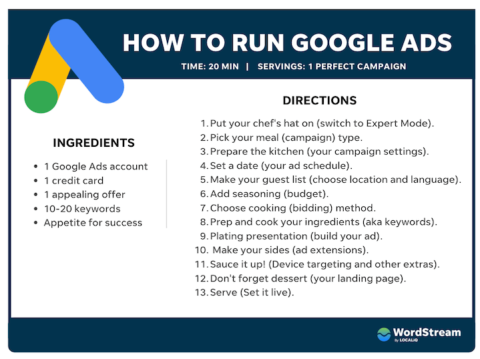 HOW TO RUN GOOGLE ADS
TIME: 20 MIN | SERVINGS: 1 PERFECT CAMPAIGN
INGREDIENTS
• 1 Google Ads account
• 1 credit card
• 1 appealing offer
• 10-20 keywords
• Appetite for success
DIRECTIONS
1. Put your chef's hat on (switch to Expert Mode).
2. Pick your meal (campaign) type.
3. Prepare the kitchen (your campaign settings).
4. Set a date (your ad schedule).
5. Make your guest list (choose location and language).
6. Add seasoning (budget).
7. Choose cooking (bidding) method.
8. Prep and cook your ingredients (aka keywords).
9. Plating presentation (build your ad).
10. Make your sides (ad extensions).
11. Sauce it up! (Device targeting and other extras).
12. Don't forget dessert (your landing page).
13. Serve (Set it live).
WordStream
By LOCALiQ